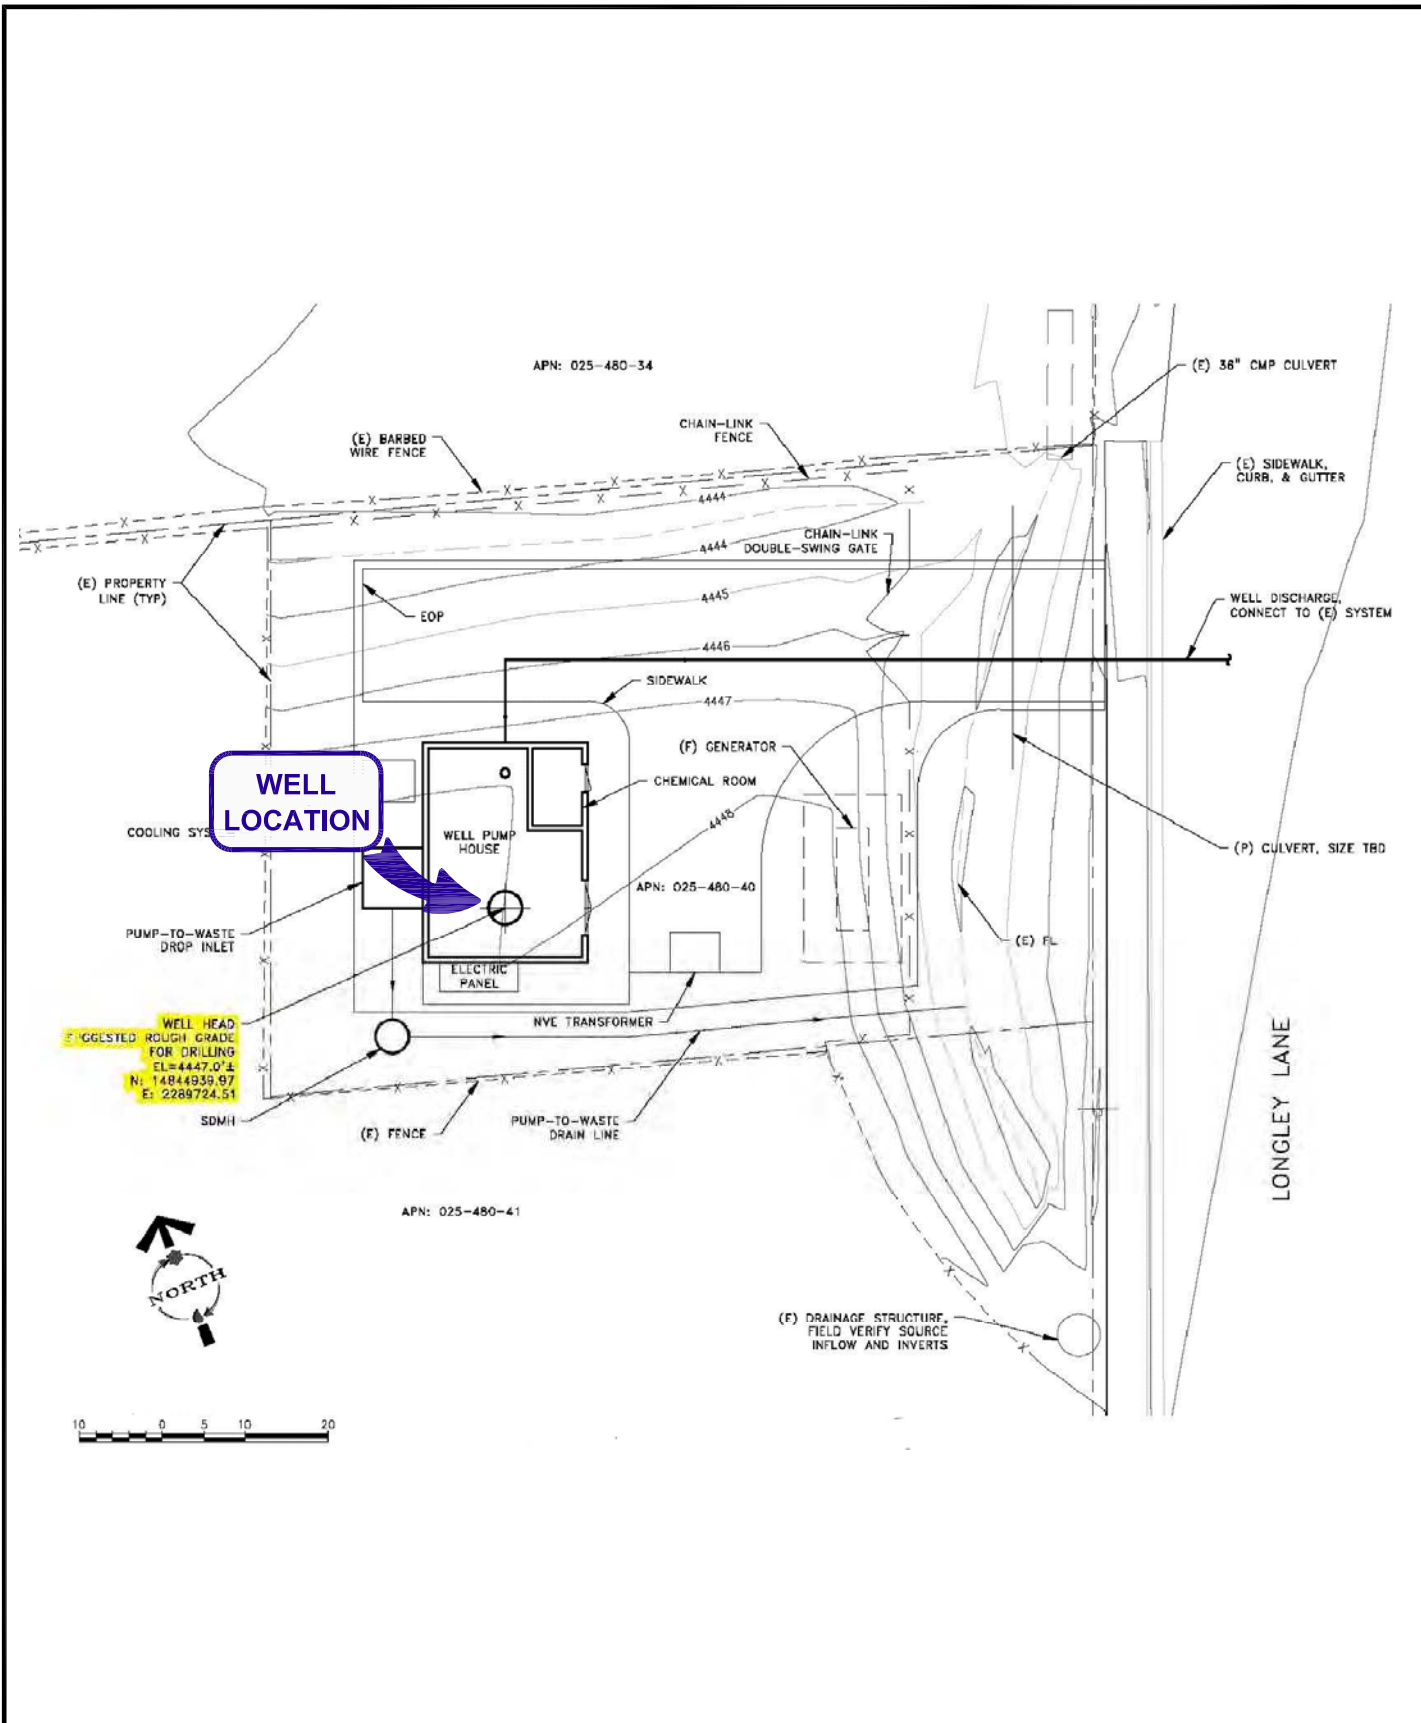 APN: 025-480-34
(E) 36" CMP CULVERT
CHAIN-LINK
FENCE
(E) BARBED
WIRE FENCE
(E) SIDEWALK,
CURB, & GUTTER
4444
CHAIN-LINK
DOUBLE-SWING GATE
4444
(E) PROPERTY
LINE (TYP)
EOP
4445
WELL DISCHARGE,
CONNECT TO (E) SYSTEM
4446
SIDEWALK
4447
(F) GENERATOR
WELL
LOCATION
CHEMICAL ROOM
COOLING
4448
WELL PUMP
HOUSE
(P) CULVERT, SIZE TBD
APN: 025-480-40
PUMP-TO-WASTE
DROP INLET
(E) FL
ELECTRIC
PANEL
WELL HEAD
ROUGH GRADE
FOR DRILLING
EL=4447.0'±
N: 14844939.97
E: 2289724.51
NVE TRANSFORMER
SDMH
(E) FENCE
PUMP-TO-WASTE
DRAIN LINE
LONGLEY LANE
APN: 025-480-41
NORTH
(E) DRAINAGE STRUCTURE,
FIELD VERIFY SOURCE
INFLOW AND INVERTS
10 0 5 10 20